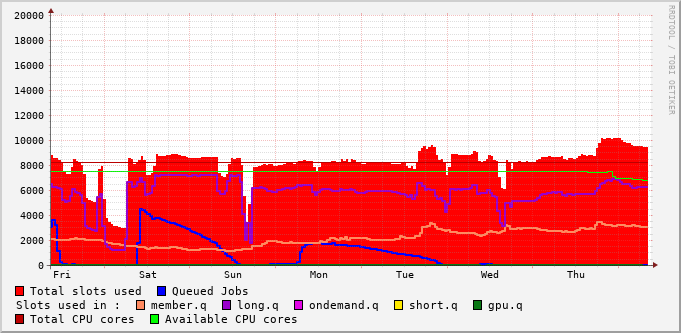 RRDTOOL / TOBI OETIKER
20000
18000
16000
14000
12000
10000
8000
6000
4000
2000
0
Fri Sat Sun Mon Tue Wed Thu
Total slots used Queued Jobs
Slots used in : member.q long.q ondemand.q short.q gpu.q
Total CPU cores Available CPU cores